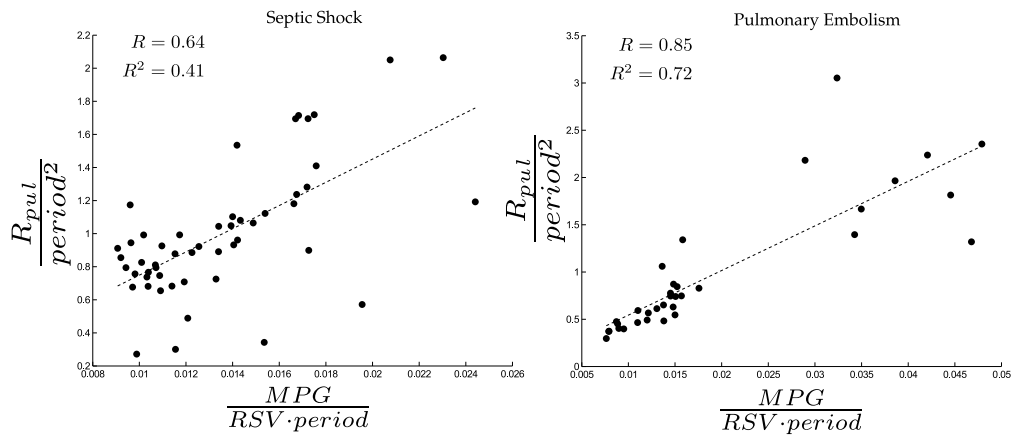 Septic Shock
R = 0.64
R² = 0.41
2.2
2
1.8
1.6
1.4
1.2
1
0.8
0.6
0.4
0.2
0.008
0.01
0.012
0.014
0.016
0.018
0.02
0.022
0.024
0.026
R_pul
period²
MPG
RSV·period
Pulmonary Embolism
R = 0.85
R² = 0.72
3.5
3
2.5
2
1.5
1
0.5
0
0.005
0.01
0.015
0.02
0.025
0.03
0.035
0.04
0.045
0.05
R_pul
period²
MPG
RSV·period